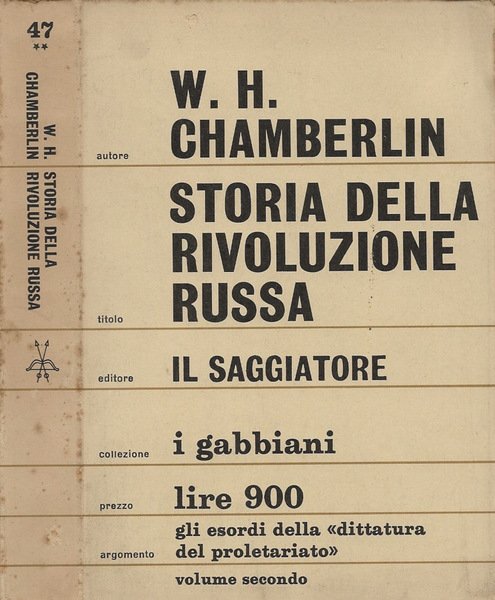 47
**
W. H. STORIA DELLA
CHAMBERLIN RIVOLUZIONE RUSSA
autore
W. H.
CHAMBERLIN
titolo
STORIA DELLA
RIVOLUZIONE
RUSSA
editore
IL SAGGIATORE
collezione
i gabbiani
prezzo
lire 900
argomento
gli esordi della «dittatura
del proletariato»
volume secondo